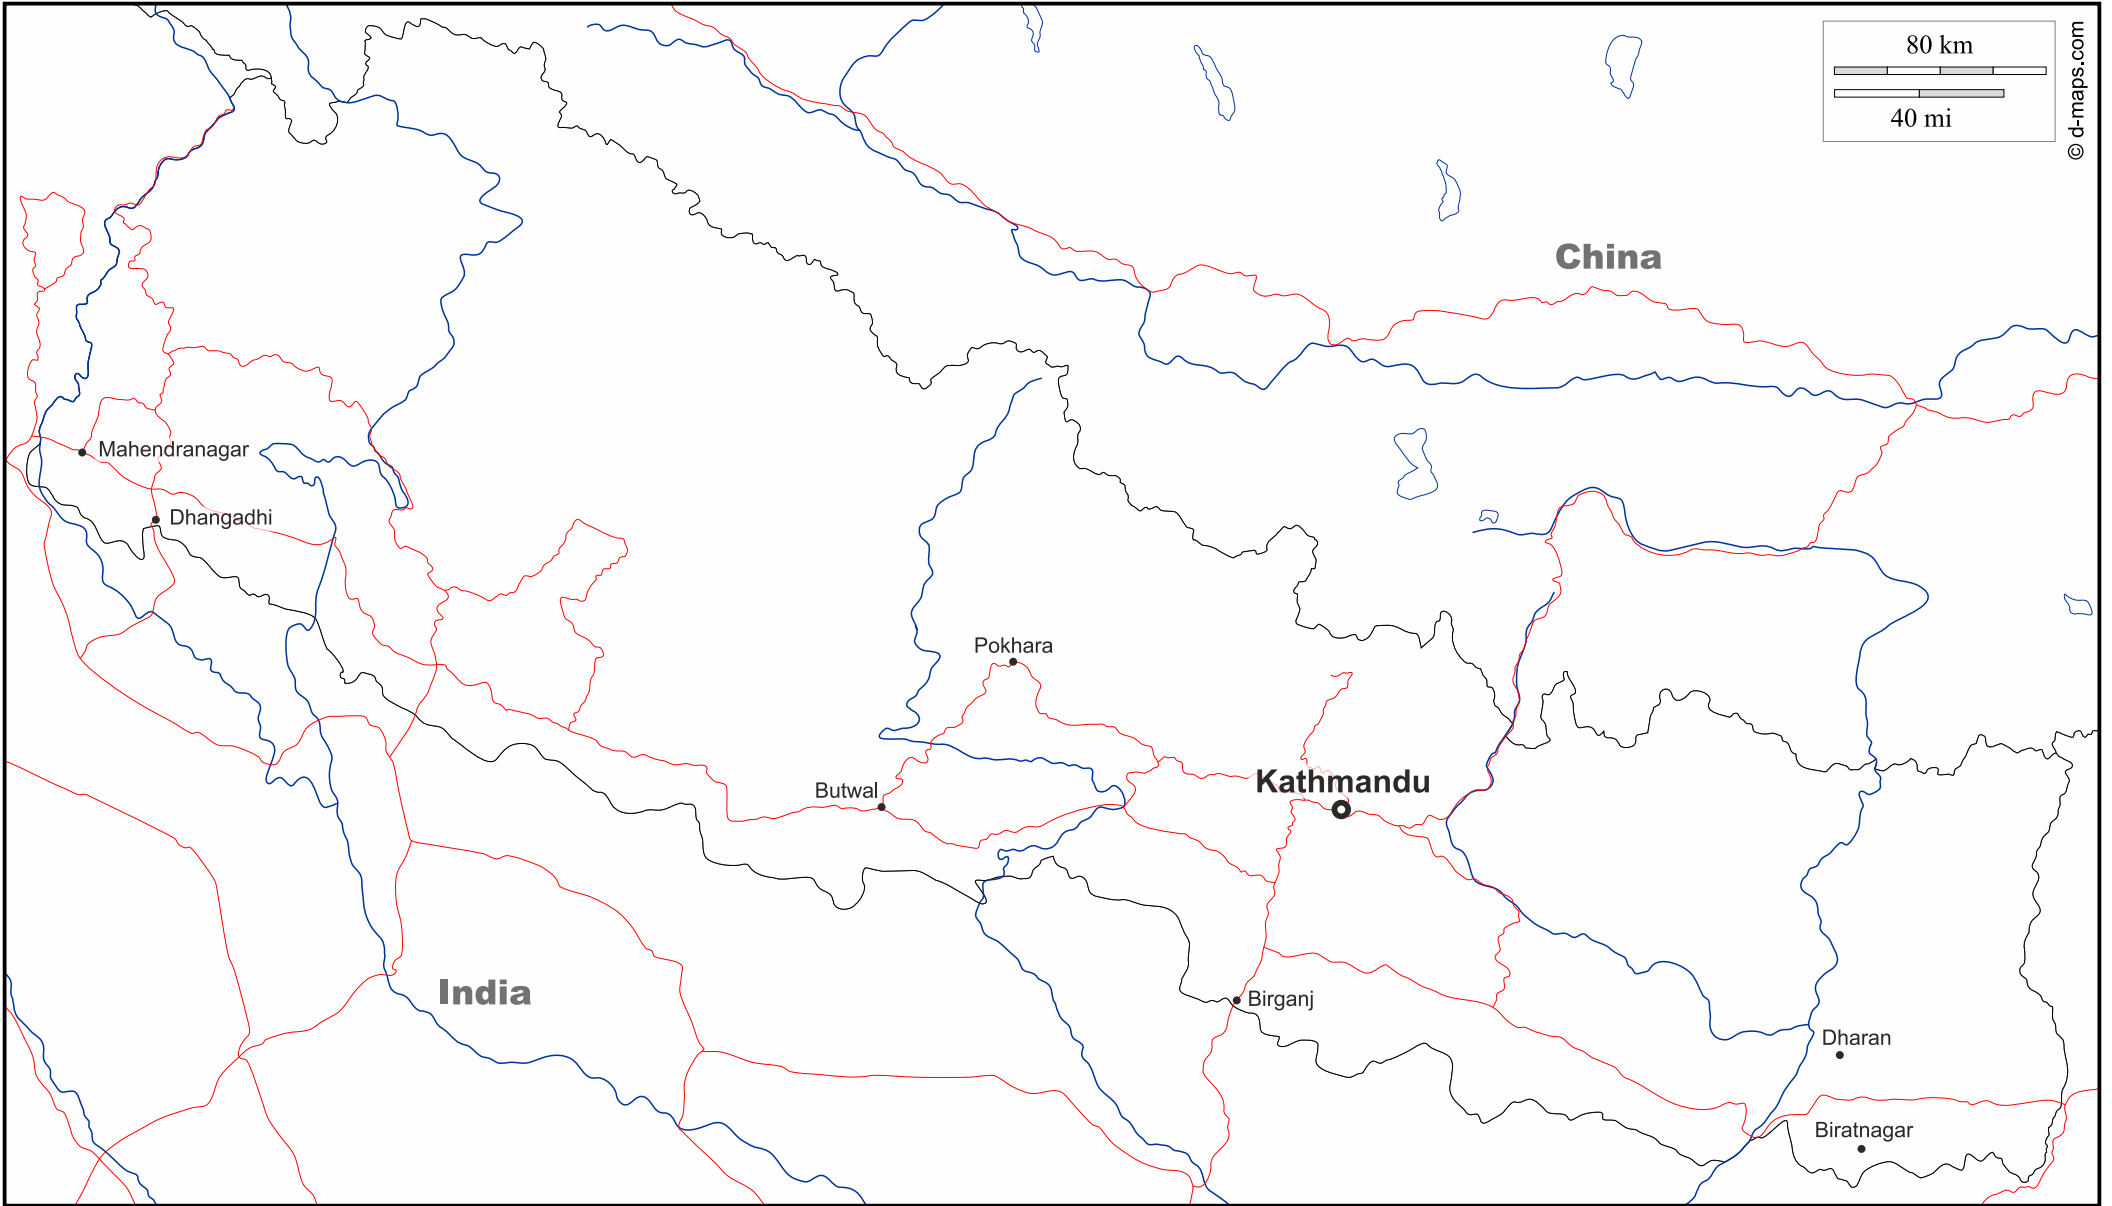 80 km
40 mi
© d-maps.com
China
Mahendranagar
Dhangadhi
Pokhara
Kathmandu
Butwal
India
Birganj
Dharan
Biratnagar